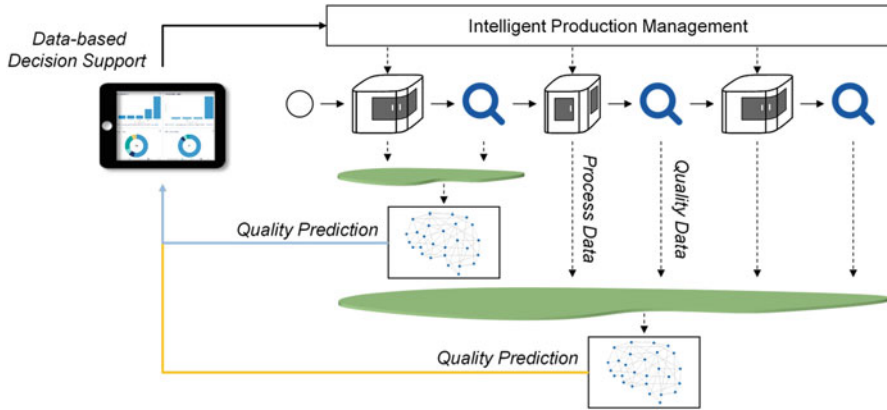 Data-based
Decision Support
Intelligent Production Management
Process Data
Quality Data
Quality Prediction
Quality Prediction